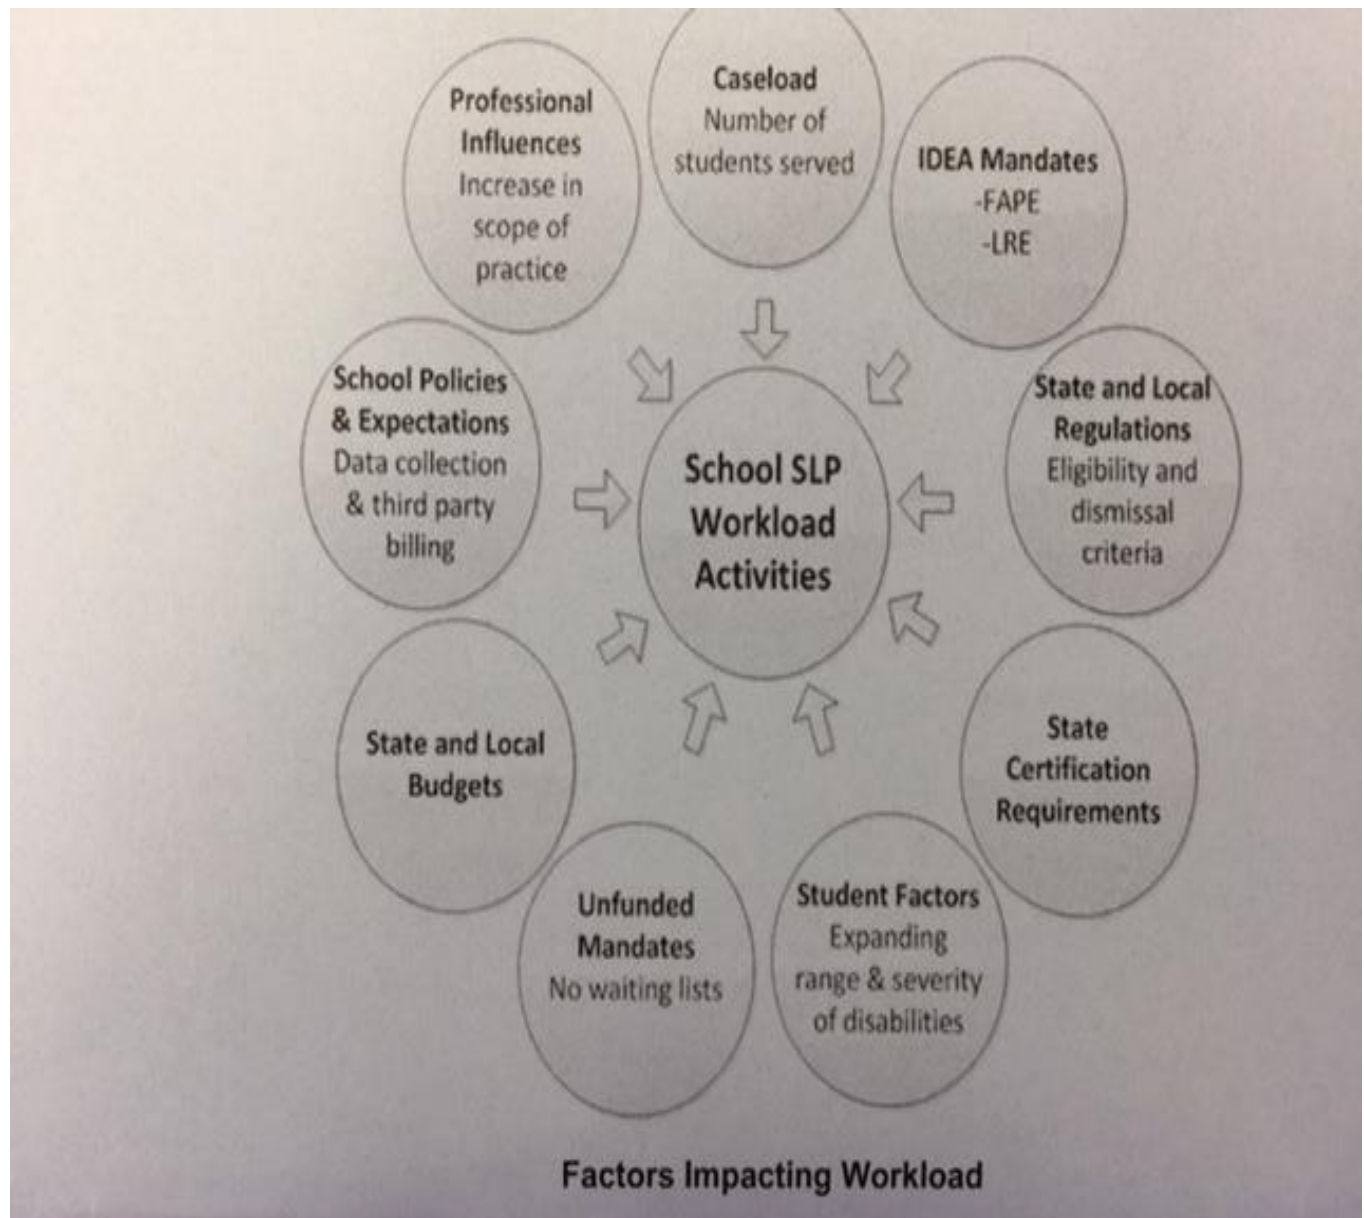 Caseload
Number of
students served
IDEA Mandates
-FAPE
-LRE
State and Local
Regulations
Eligibility and
dismissal
criteria
State
Certification
Requirements
Student Factors
Expanding
range & severity
of disabilities
Unfunded
Mandates
No waiting lists
State and Local
Budgets
School Policies
& Expectations
Data collection
& third party
billing
Professional
Influences
Increase in
scope of
practice
School SLP
Workload
Activities
Factors Impacting Workload